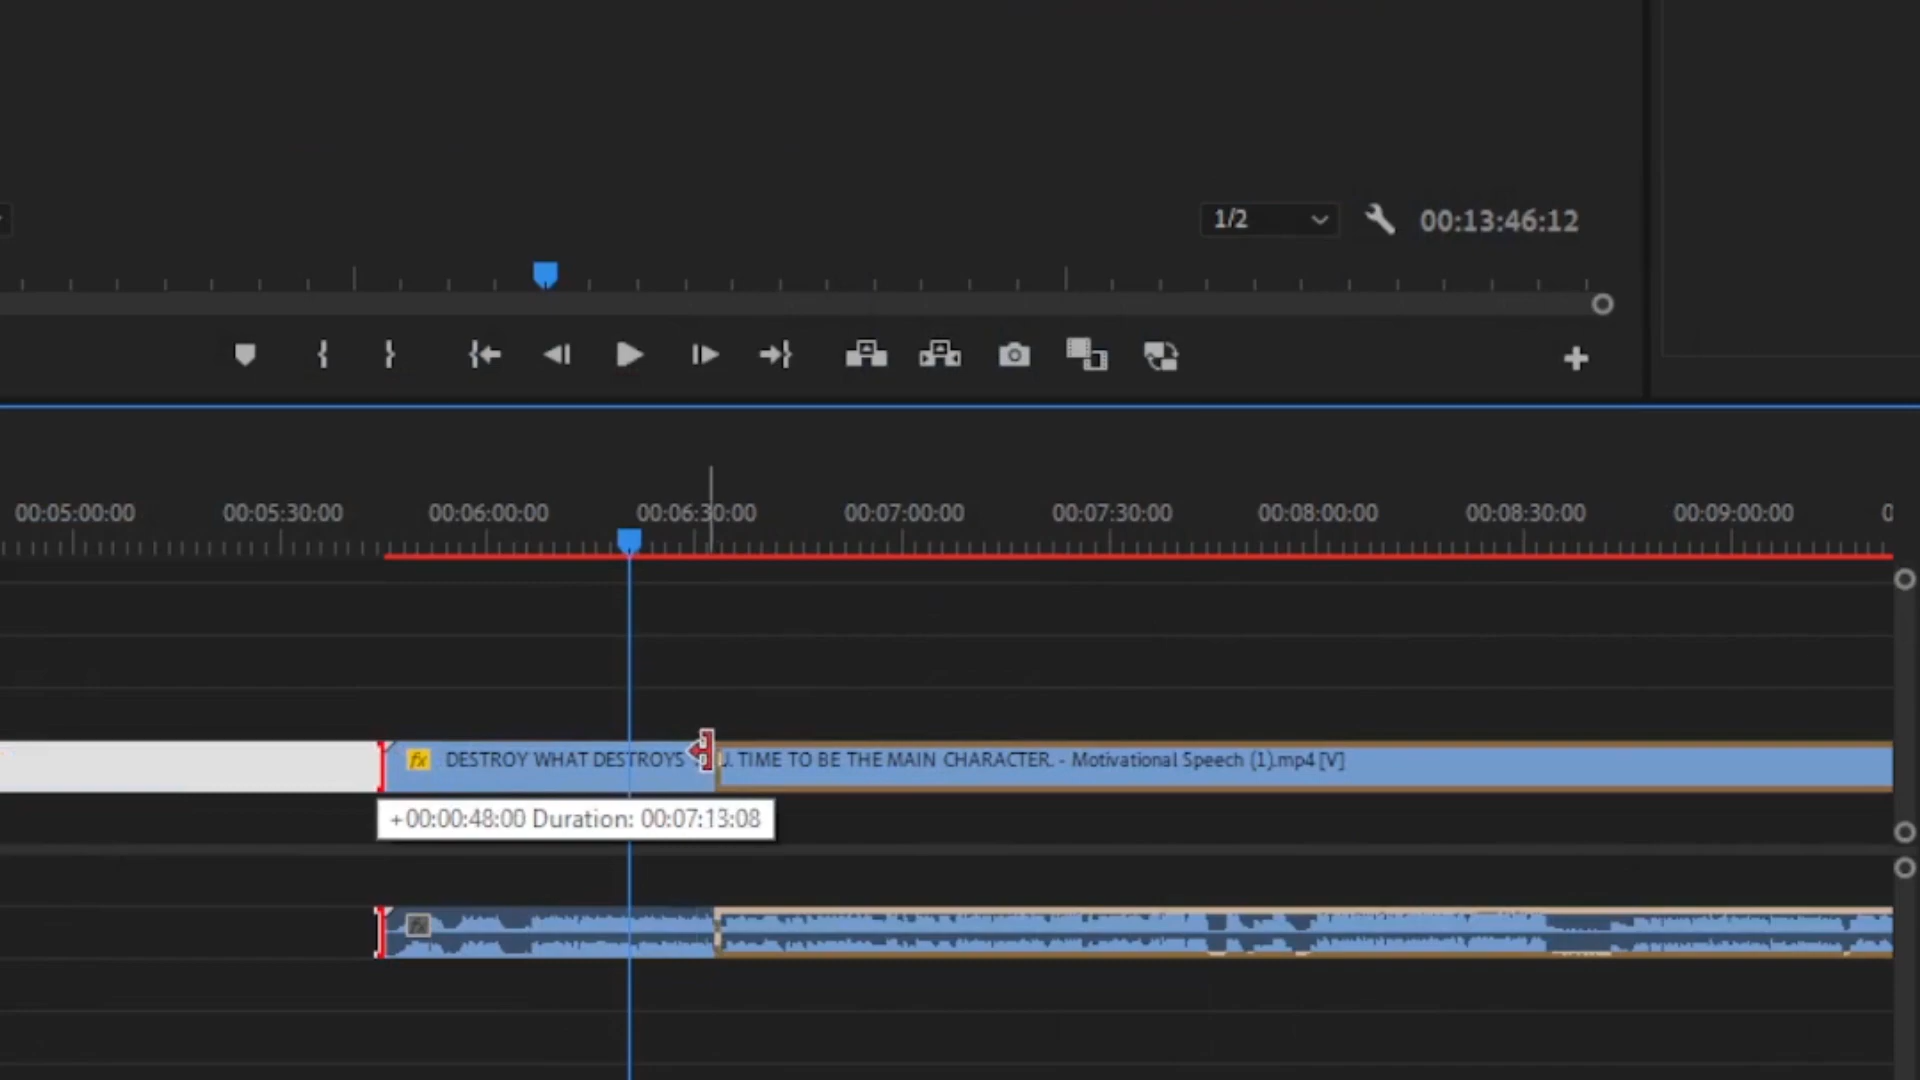 1/2
00:13:46:12
00:05:00:00 00:05:30:00 00:06:00:00 00:06:30:00 00:07:00:00 00:07:30:00 00:08:00:00 00:08:30:00 00:09:00:00 0
fx DESTROY WHAT DESTROYS U. TIME TO BE THE MAIN CHARACTER. - Motivational Speech (1).mp4 [V]
+00:00:48:00 Duration: 00:07:13:08
fx